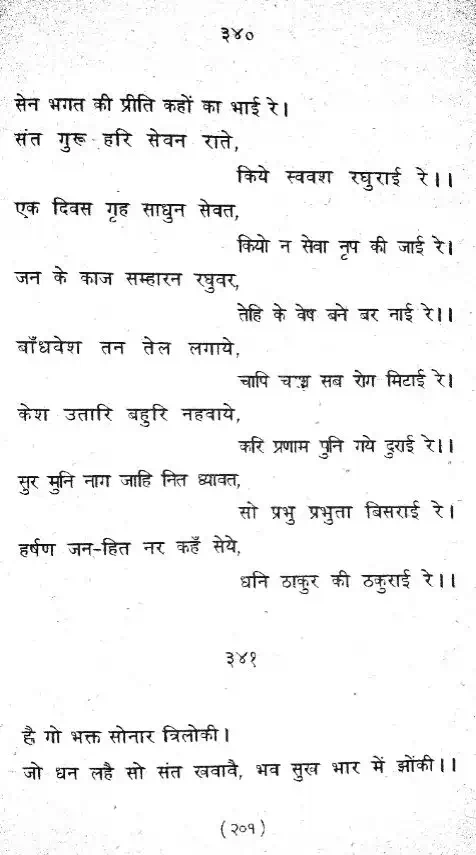 ३४०
सेन भगत की प्रीति कहों का भाई रे।
संत गुरू हरि सेवन राते,
किये स्ववश रघुराई रे।।
एक दिवस गृह साधुन सेवत,
कियो न सेवा नृप की जाई रे।
जन के काज सम्हारन रघुवर,
तेहि के वेष बने बर नाई रे।।
बाँधवेश तन तेल लगाये,
चापि सब रोग मिटाई रे।
केश उतारि बहुरि नहवाये,
करि प्रणाम पुनि गये दुराई रे।।
सुर मुनि नाग जाहि नित ध्यावत,
सो प्रभु प्रभुता बिसराई रे।
हर्षण जन-हित नर कहँ सेये,
धनि ठाकुर की ठकुराई रे।।
३४१
गो भक्त सोनार त्रिलोकी।
जो धन लहै सो संत खवावै, भव सुख भार में झोंकी।।
(२०१)